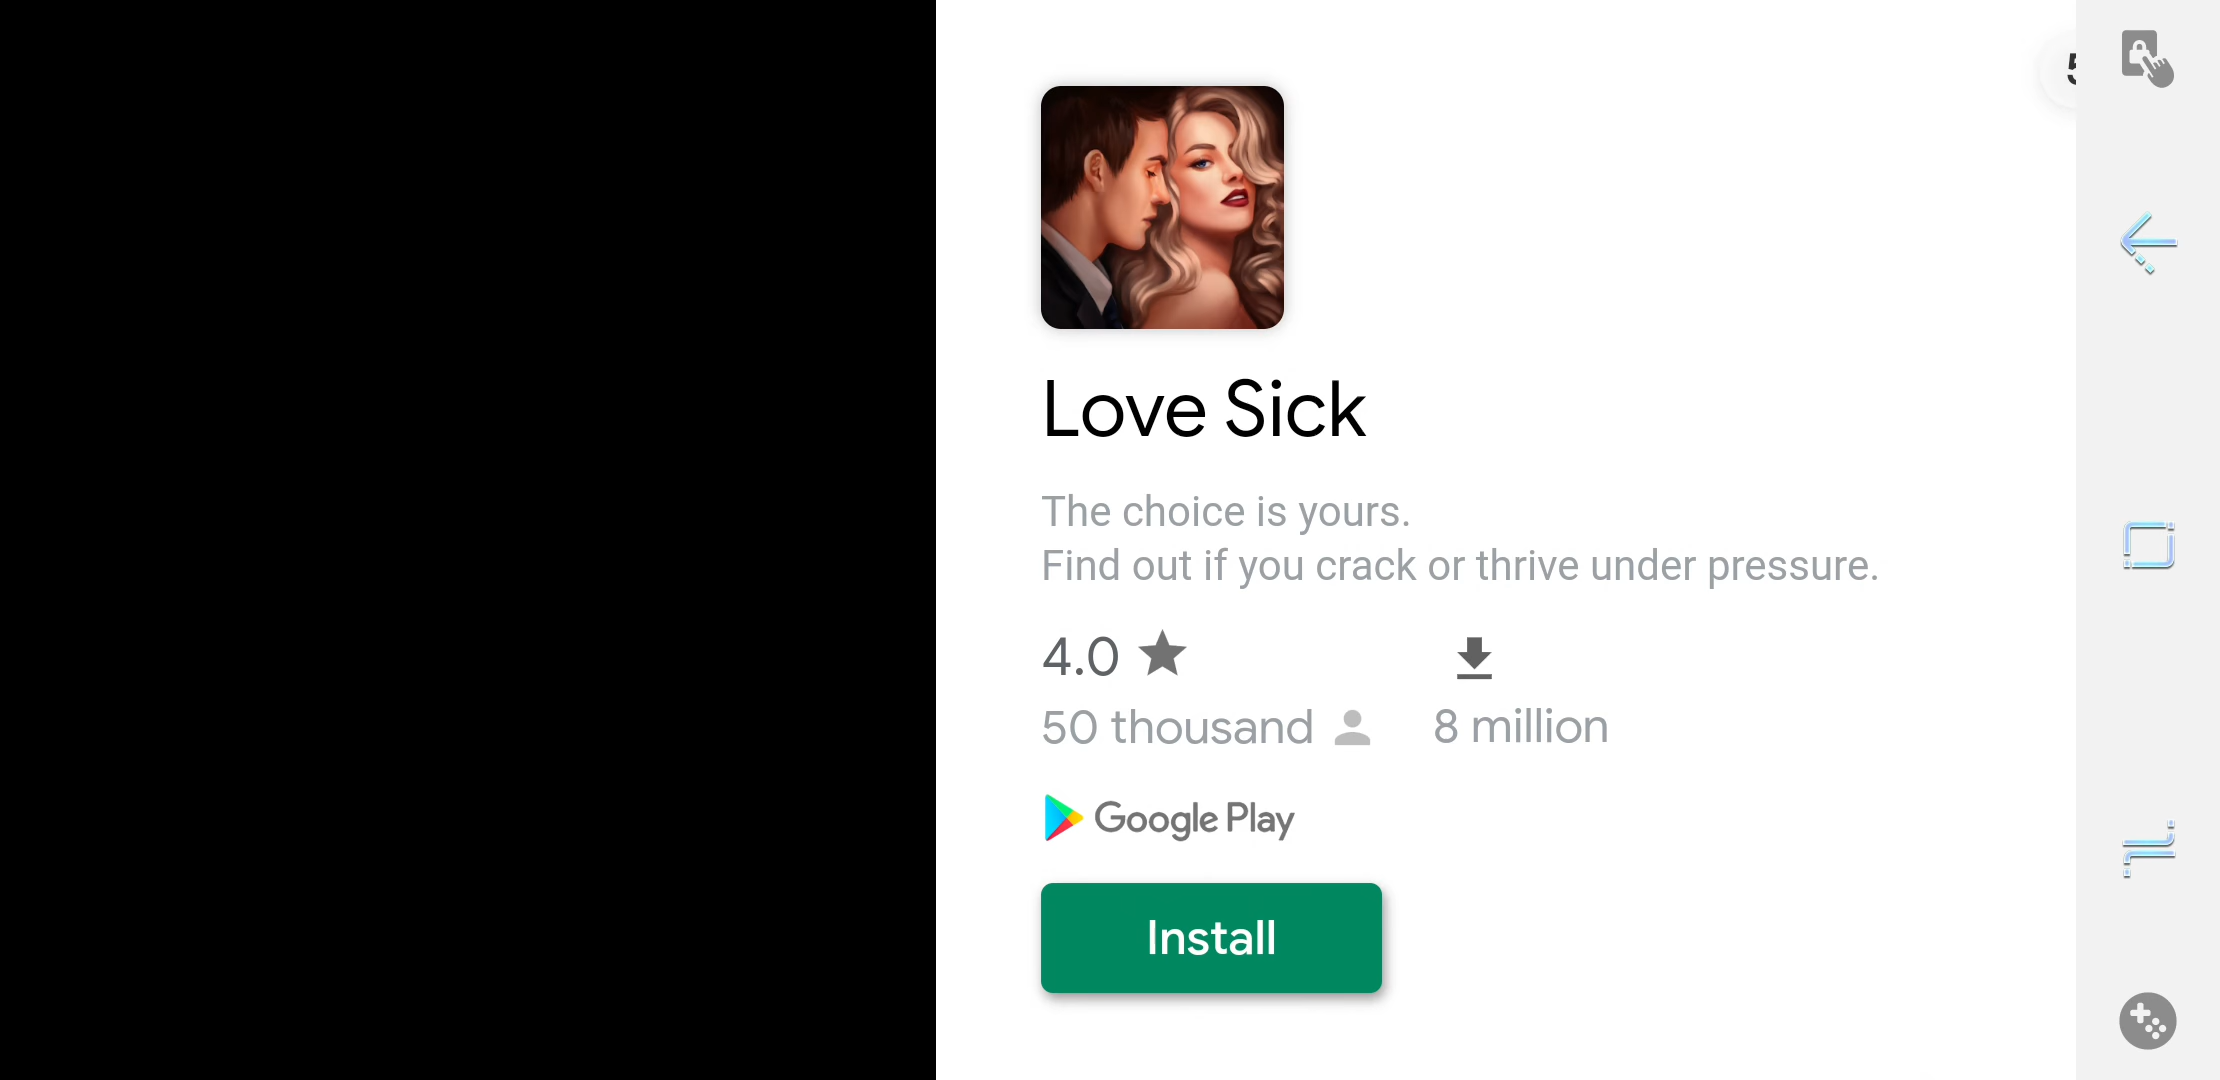 Love Sick
The choice is yours.
Find out if you crack or thrive under pressure.
4.0
50 thousand 8 million
Google Play
Install